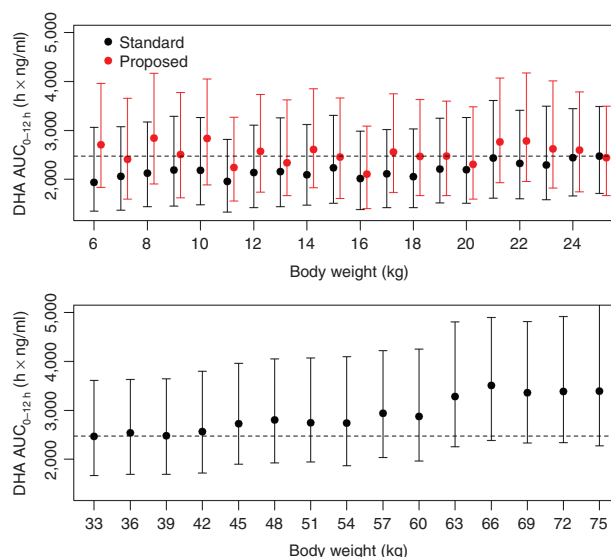 Standard
Proposed
DHA AUC0–12 h (h × ng/ml)
5,000
4,000
3,000
2,000
6 8 10 12 14 16 18 20 22 24
Body weight (kg)
DHA AUC0–12 h (h × ng/ml)
5,000
4,000
3,000
2,000
33 36 39 42 45 48 51 54 57 60 63 66 69 72 75
Body weight (kg)